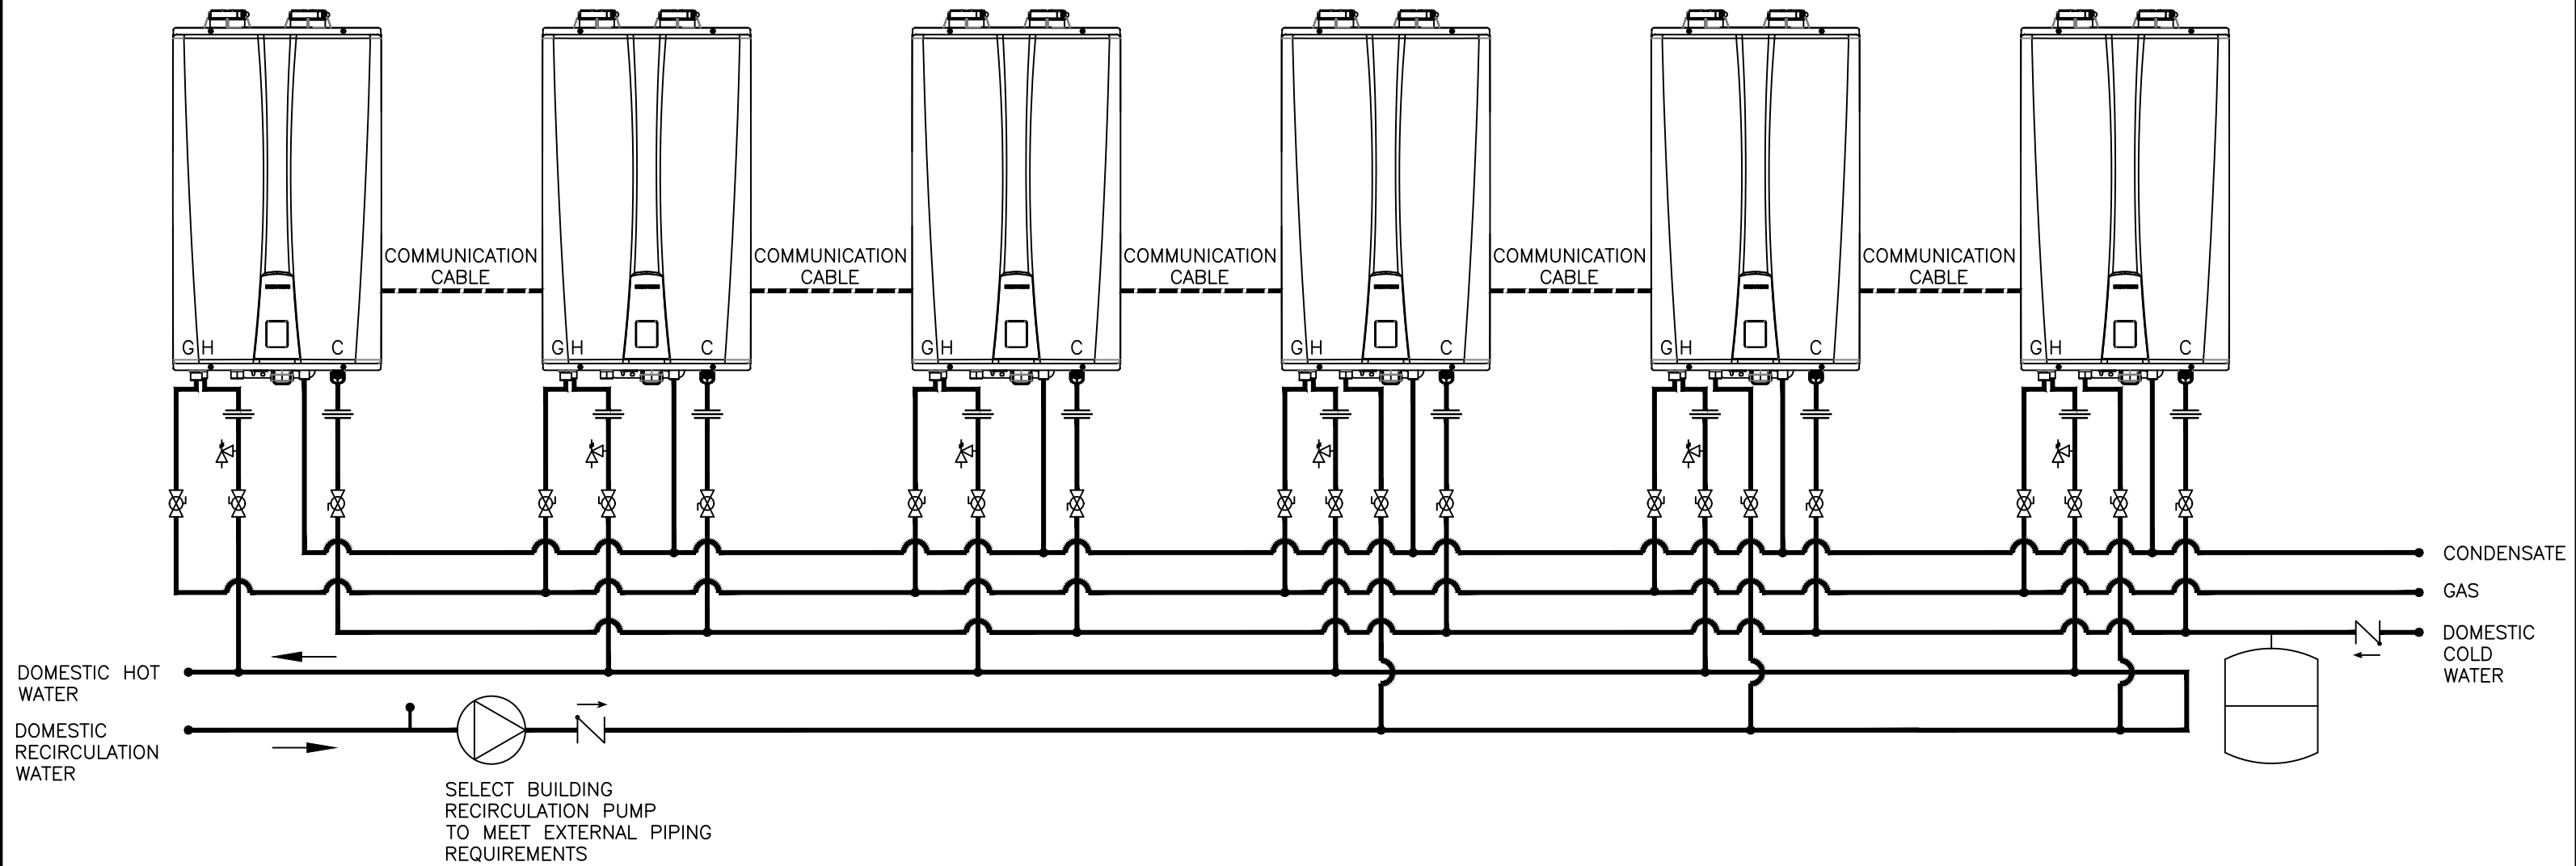 COMMUNICATION
CABLE
COMMUNICATION
CABLE
COMMUNICATION
CABLE
COMMUNICATION
CABLE
COMMUNICATION
CABLE
G H C
G H C
G H C
G H C
G H C
G H C
CONDENSATE
GAS
DOMESTIC
COLD
WATER
DOMESTIC HOT
WATER
DOMESTIC
RECIRCULATION
WATER
SELECT BUILDING
RECIRCULATION PUMP
TO MEET EXTERNAL PIPING
REQUIREMENTS